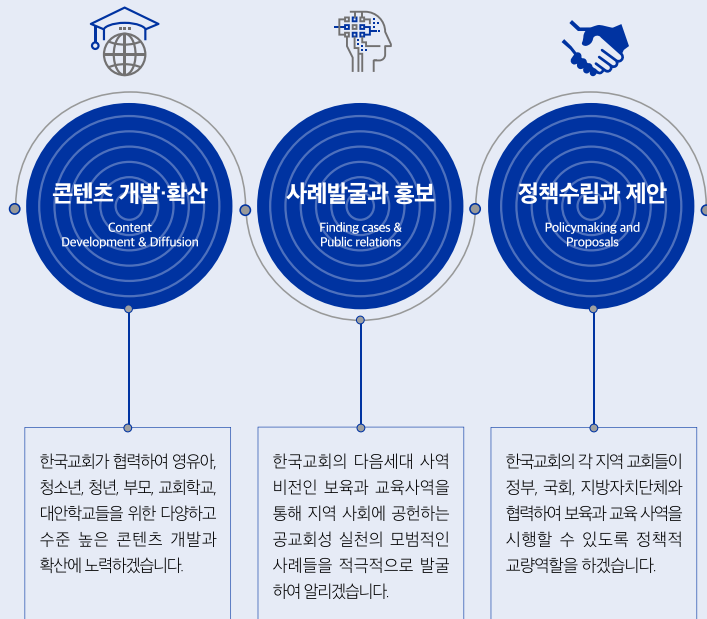 콘텐츠 개발·확산
Content
Development & Diffusion
한국교회가 협력하여 영유아,
청소년, 청년, 부모, 교회학교,
대안학교들을 위한 다양하고
수준 높은 콘텐츠 개발과
확산에 노력하겠습니다.
사례발굴과 홍보
Finding cases &
Public relations
한국교회의 다음세대 사역
비전인 보육과 교육사역을
통해 지역 사회에 공헌하는
공교회성 실천의 모범적인
사례들을 적극적으로 발굴
하여 알리겠습니다.
정책수립과 제안
Policymaking and
Proposals
한국교회의 각 지역 교회들이
정부, 국회, 지방자치단체와
협력하여 보육과 교육 사역을
시행할 수 있도록 정책적
교량역할을 하겠습니다.